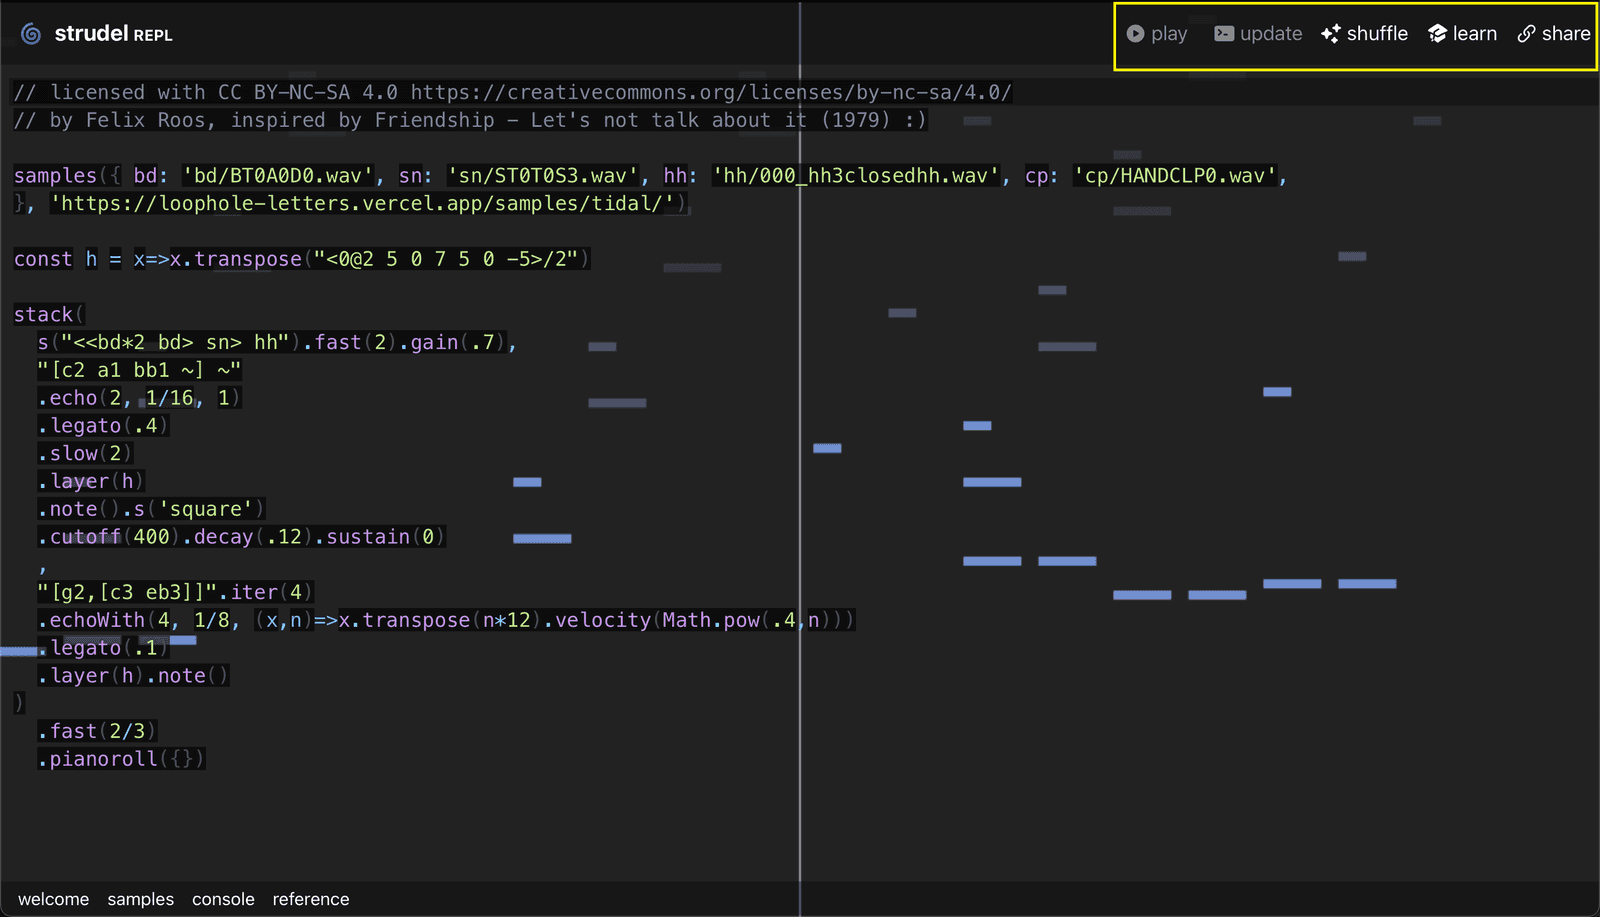 strudel REPL
play update shuffle learn share
// licensed with CC BY-NC-SA 4.0 https://creativecommons.org/licenses/by-nc-sa/4.0/
// by Felix Roos, inspired by Friendship - Let's not talk about it (1979) :)
samples({ bd: 'bd/BT0A0D0.wav', sn: 'sn/ST0T0S3.wav', hh: 'hh/000_hh3closedhh.wav', cp: 'cp/HANDCLP0.wav',
}, 'https://loophole-letters.vercel.app/samples/tidal/')
const h = x=>x.transpose("<0@2 5 0 7 5 0 -5>/2")
stack(
s("<<bd*2 bd> sn> hh").fast(2).gain(.7),
"[c2 a1 bb1 ~] ~"
.echo(2, 1/16, 1)
.legato(.4)
.slow(2)
.layer(h)
.note().s('square')
.cutoff(400).decay(.12).sustain(0)
,
"[g2,[c3 eb3]]".iter(4)
.echoWith(4, 1/8, (x,n)=>x.transpose(n*12).velocity(Math.pow(.4,n)))
.legato(.1)
.layer(h).note()
)
.fast(2/3)
.pianoroll({})
welcome samples console reference